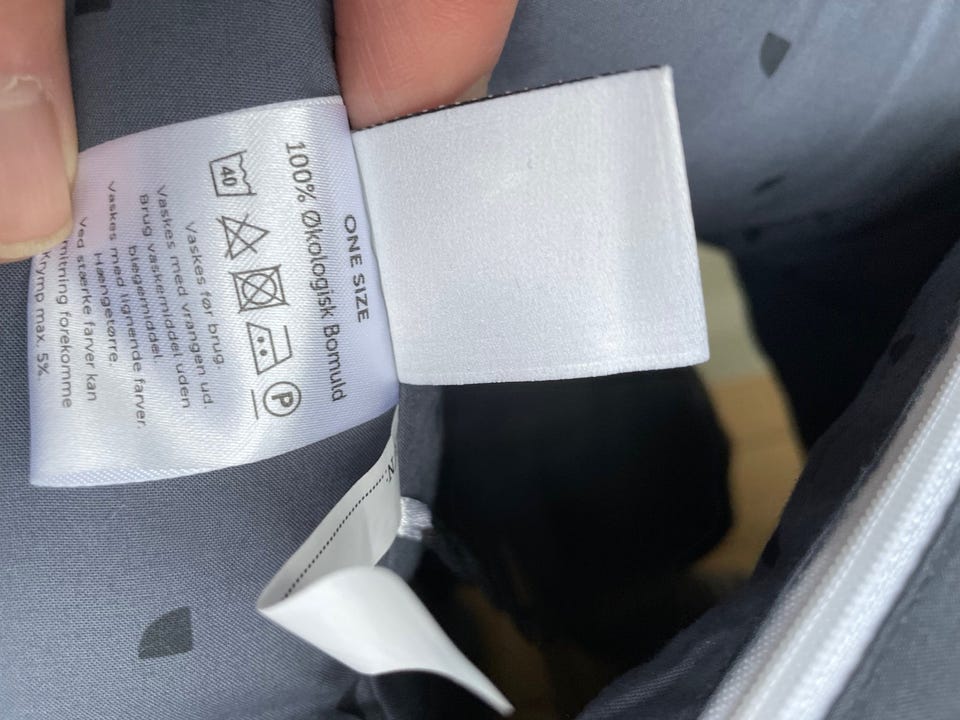 ONE SIZE
100% Økologisk Bomuld
40
P
Vaskes før brug.
Vaskes med vrangen ud.
Brug vaskemiddel uden
blegemiddel.
Vaskes med lignende farver.
Hængetørre.
Ved stærke farver kan
smitning forekomme
Krymp max. 5%